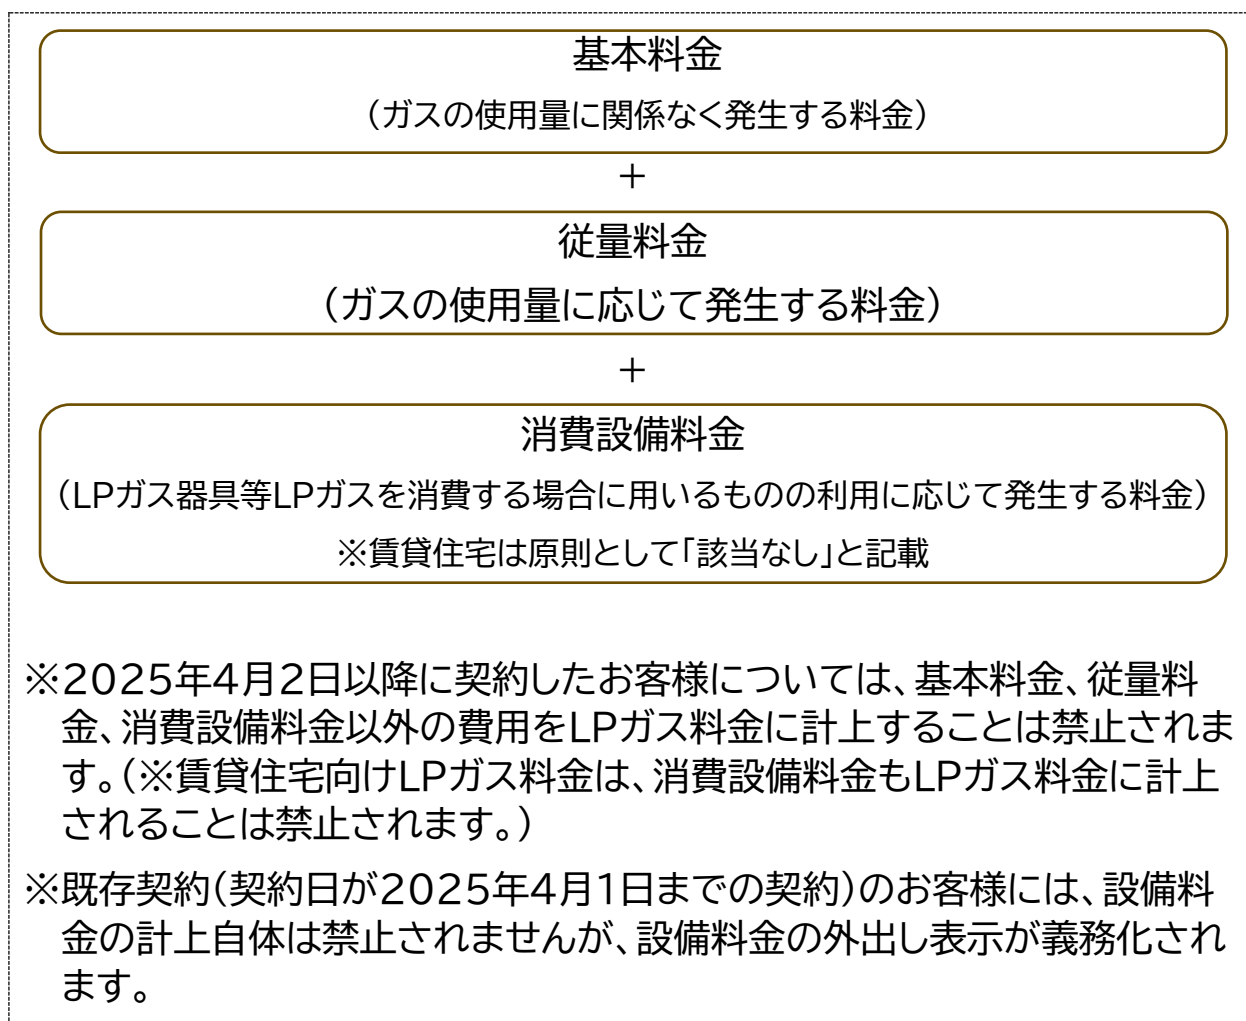 基本料金
（ガスの使用量に関係なく発生する料金）
＋
従量料金
（ガスの使用量に応じて発生する料金）
＋
消費設備料金
（LPガス器具等LPガスを消費する場合に用いるものの利用に応じて発生する料金）
※賃貸住宅は原則として「該当なし」と記載
※2025年4月2日以降に契約したお客様については、基本料金、従量料
金、消費設備料金以外の費用をLPガス料金に計上することは禁止されま
す。（※賃貸住宅向けLPガス料金は、消費設備料金もLPガス料金に計上
されることは禁止されます。）
※既存契約（契約日が2025年4月1日までの契約）のお客様には、設備料
金の計上自体は禁止されませんが、設備料金の外出し表示が義務化され
ます。